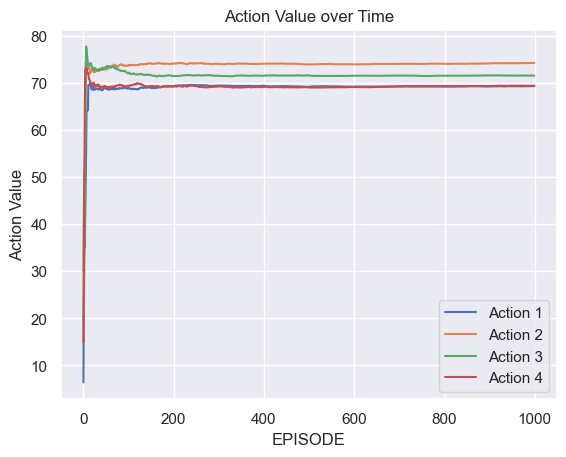 Action Value over Time
80
70
60
50
40
30
20
10
Action Value
0
200
400
600
800
1000
EPISODE
Action 1
Action 2
Action 3
Action 4